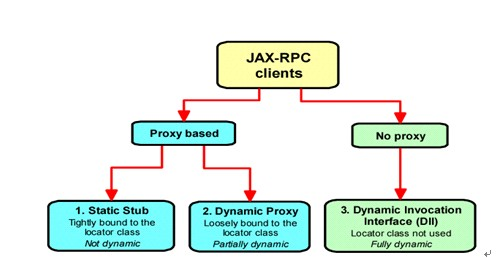 JAX-RPC
clients
Proxy based
No proxy
1. Static Stub
Tightly bound to the
locator class
Not dynamic
2. Dynamic Proxy
Loosely bound to the
locator class
Partially dynamic
3. Dynamic Invocation
Interface (DII)
Locator class not used
Fully dynamic